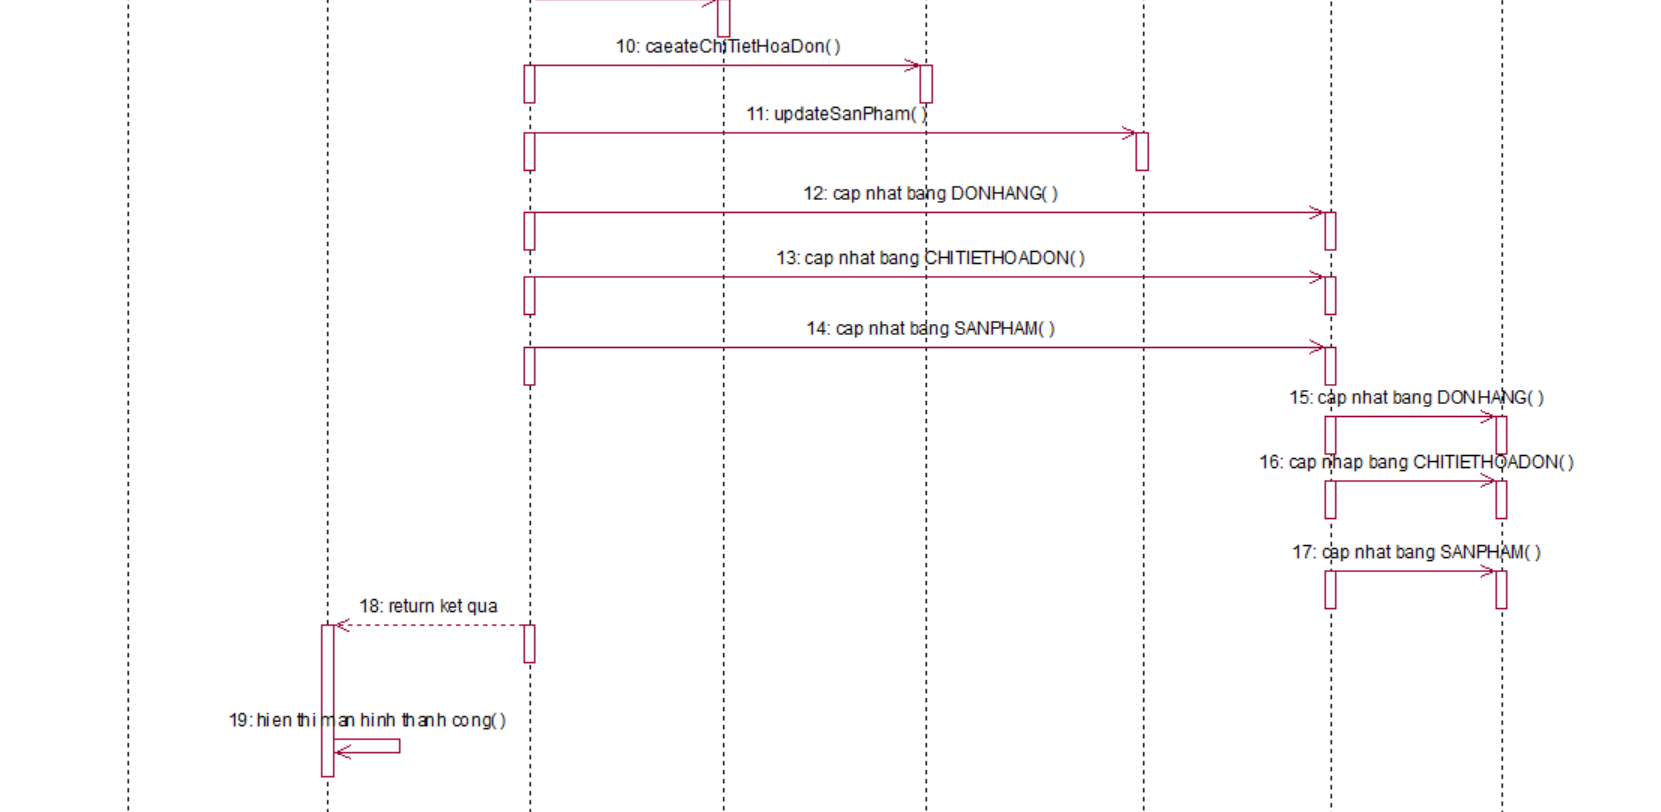 10: caeateChiTietHoaDon( )
11: updateSanPham( )
12: cap nhat bang DONHANG( )
13: cap nhat bang CHITIETHOADON( )
14: cap nhat bang SANPHAM( )
15: cap nhat bang DONHANG( )
16: cap nhap bang CHITIETHOADON( )
17: cap nhat bang SANPHAM( )
18: return ket qua
19: hien thi man hinh thanh cong( )